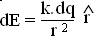 dE = k.dq / r² r̂